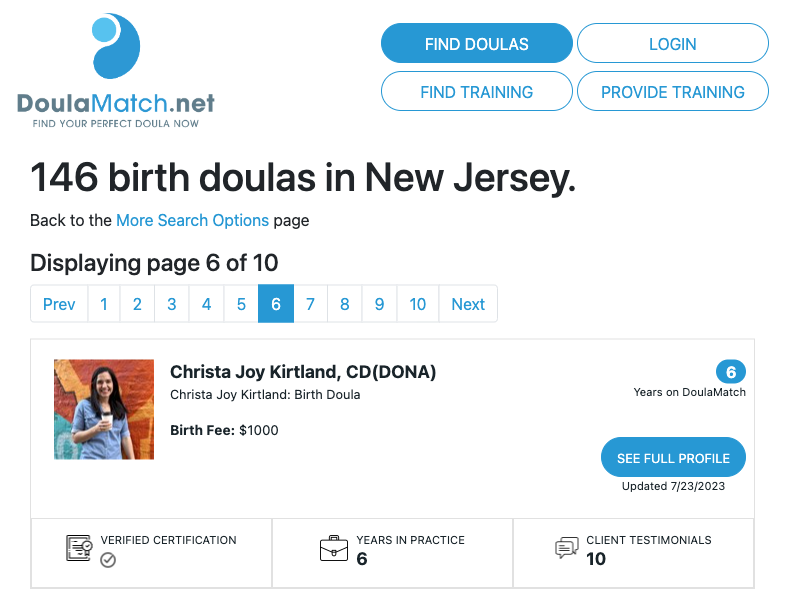 DoulaMatch.net
FIND YOUR PERFECT DOULA NOW
FIND DOULAS
LOGIN
FIND TRAINING
PROVIDE TRAINING
146 birth doulas in New Jersey.
Back to the More Search Options page
Displaying page 6 of 10
Prev 1 2 3 4 5 6 7 8 9 10 Next
Christa Joy Kirtland, CD(DONA)
Christa Joy Kirtland: Birth Doula
Birth Fee: $1000
6
Years on DoulaMatch
SEE FULL PROFILE
Updated 7/23/2023
VERIFIED CERTIFICATION
YEARS IN PRACTICE
6
CLIENT TESTIMONIALS
10